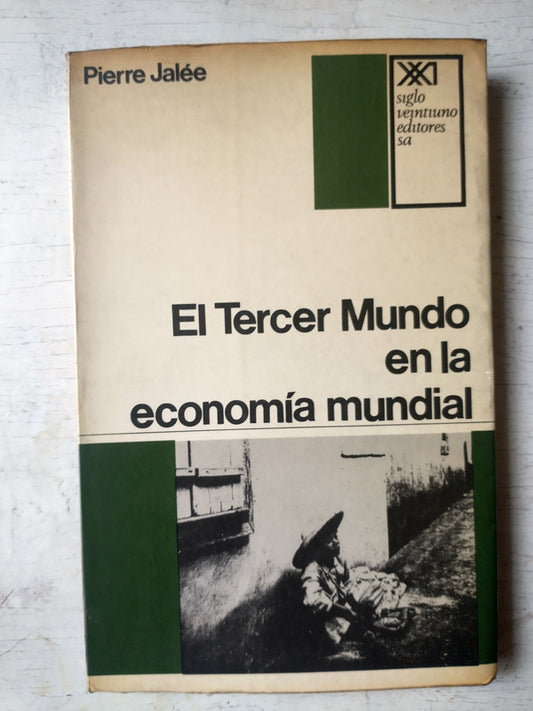 Pierre Jalée
XXI
siglo
veintiuno
editores
sa
El Tercer Mundo
en la
economía mundial